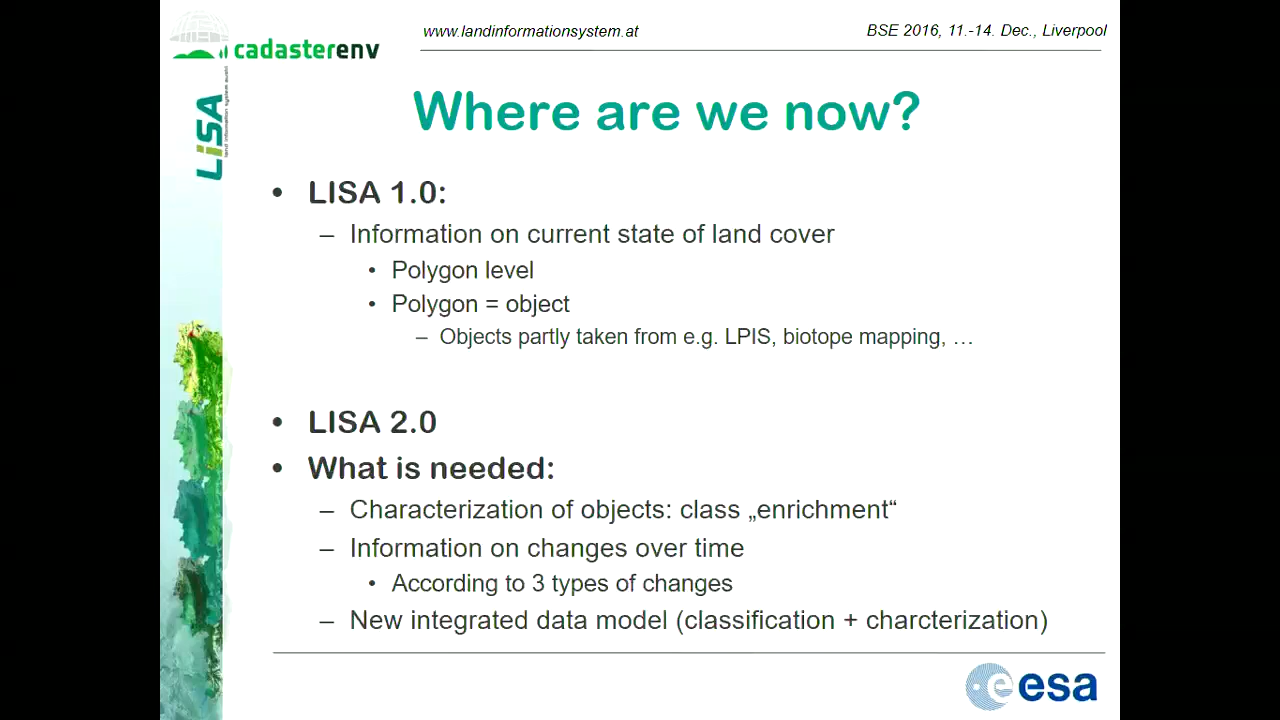 cadasterenv
www.landinformationsystem.at
BSE 2016, 11.-14. Dec., Liverpool
LiSA
Where are we now?
• LISA 1.0:
– Information on current state of land cover
• Polygon level
• Polygon = object
– Objects partly taken from e.g. LPIS, biotope mapping, …
• LISA 2.0
• What is needed:
– Characterization of objects: class „enrichment“
– Information on changes over time
• According to 3 types of changes
– New integrated data model (classification + charcterization)
esa